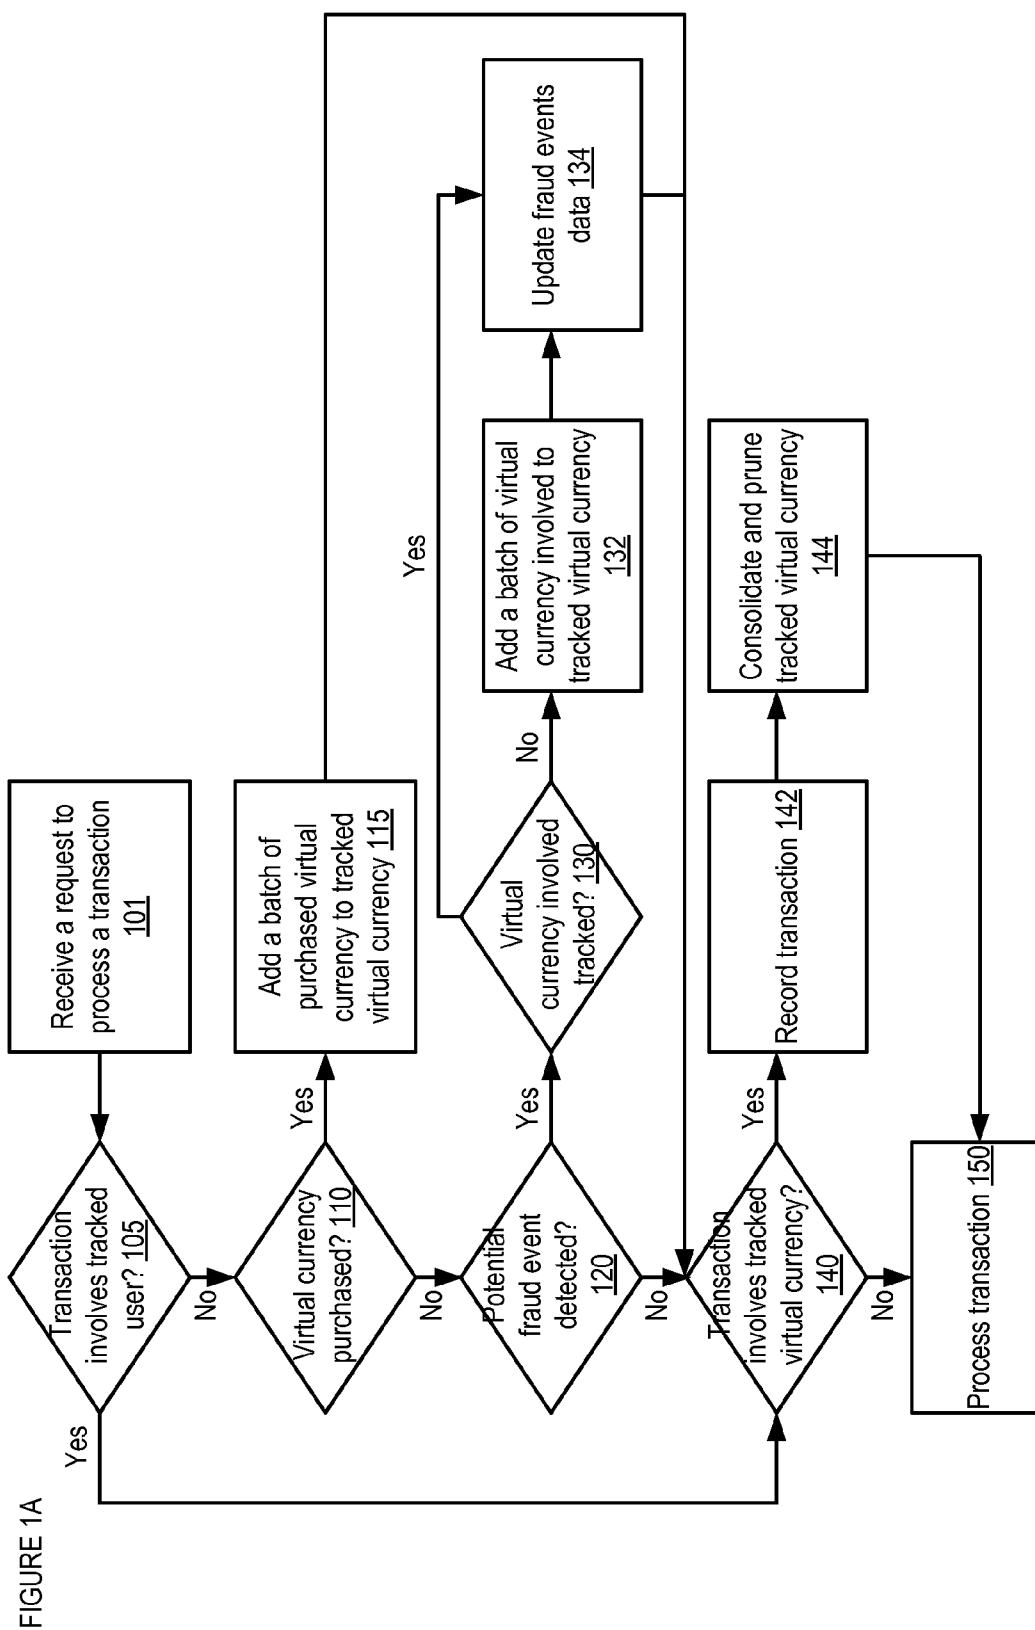 FIGURE 1A
Receive a request to
process a transaction
101
Transaction
involves tracked
user? 105
Yes
No
Virtual currency
purchased? 110
Yes
No
Add a batch of
purchased virtual
currency to tracked
virtual currency 115
Potential
fraud event
detected?
120
Yes
No
Virtual
currency involved
tracked? 130
Yes
No
Add a batch of virtual
currency involved to
tracked virtual currency
132
Update fraud events
data 134
Transaction
involves tracked
virtual currency?
140
Yes
No
Record transaction 142
Consolidate and prune
tracked virtual currency
144
Process transaction 150